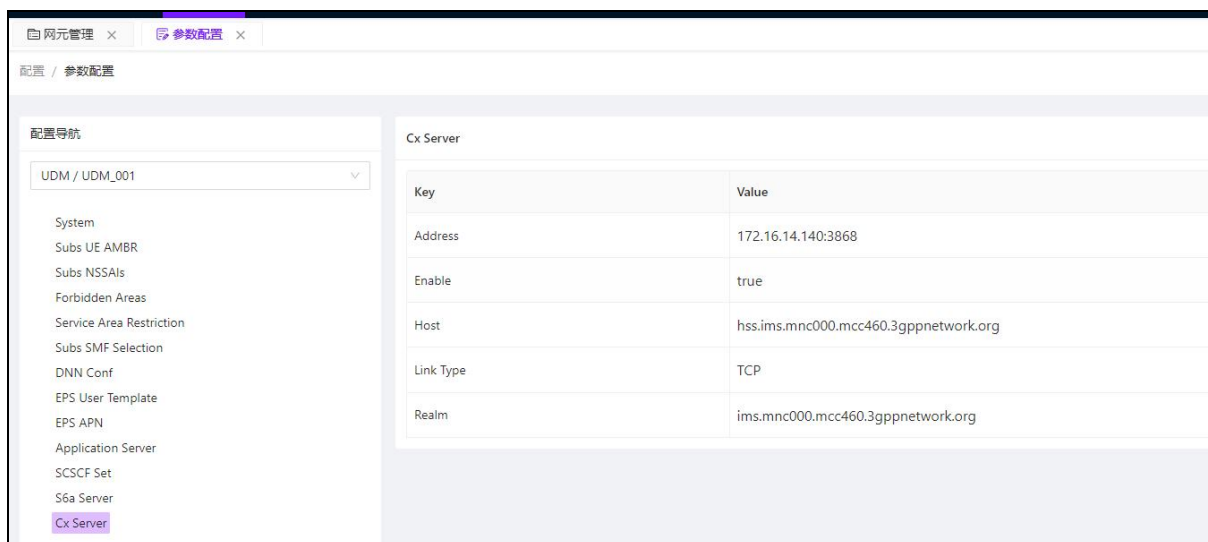 网元管理 参数配置
配置 / 参数配置
配置导航
UDM / UDM_001
System
Subs UE AMBR
Subs NSSAIs
Forbidden Areas
Service Area Restriction
Subs SMF Selection
DNN Conf
EPS User Template
EPS APN
Application Server
SCSCF Set
S6a Server
Cx Server
Cx Server
Key Value
Address 172.16.14.140:3868
Enable true
Host hss.ims.mnc000.mcc460.3gppnetwork.org
Link Type TCP
Realm ims.mnc000.mcc460.3gppnetwork.org